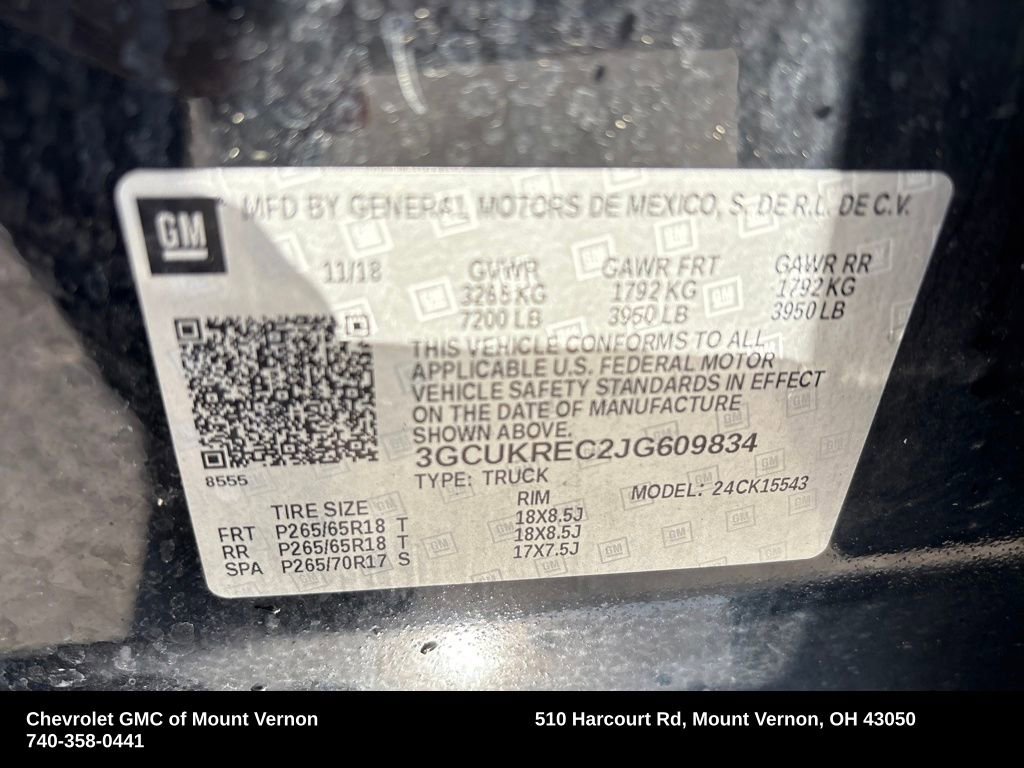 GM
MFD BY GENERAL MOTORS DE MEXICO, S. DE R.L. DE C.V.
11/18 GVWR GAWR FRT GAWR RR
3265 KG 1792 KG 1792 KG
7200 LB 3950 LB 3950 LB
THIS VEHICLE CONFORMS TO ALL
APPLICABLE U.S. FEDERAL MOTOR
VEHICLE SAFETY STANDARDS IN EFFECT
ON THE DATE OF MANUFACTURE
SHOWN ABOVE.
3GCUKREC2JG609834
8555
TYPE: TRUCK
MODEL: 24CK15543
TIRE SIZE RIM
FRT P265/65R18 T 18X8.5J
RR P265/65R18 T 18X8.5J
SPA P265/70R17 S 17X7.5J
Chevrolet GMC of Mount Vernon 510 Harcourt Rd, Mount Vernon, OH 43050
740-358-0441